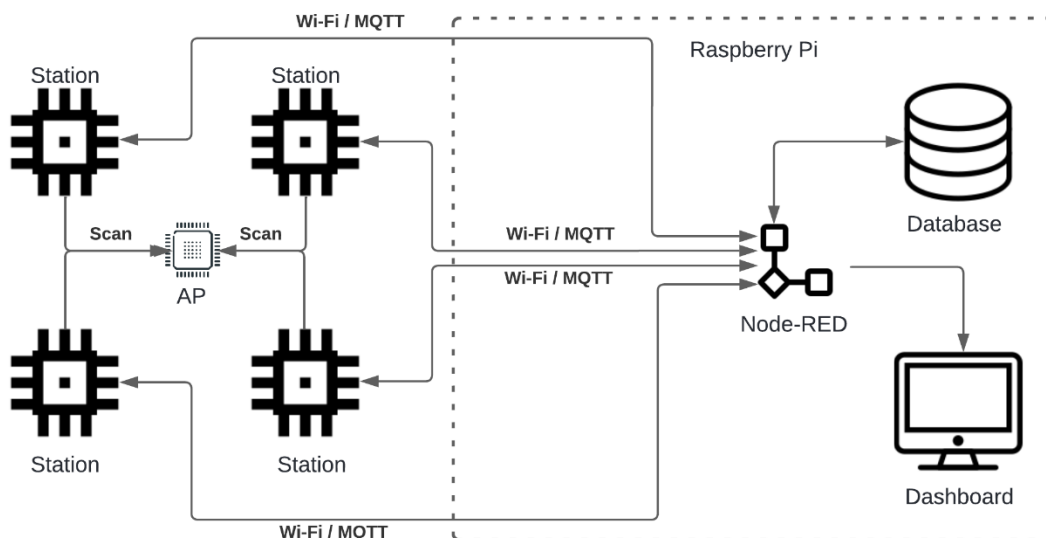 Wi-Fi / MQTT
Raspberry Pi
Station
Station
Database
Scan
Scan
Wi-Fi / MQTT
Wi-Fi / MQTT
AP
Node-RED
Station
Station
Dashboard
Wi-Fi / MQTT